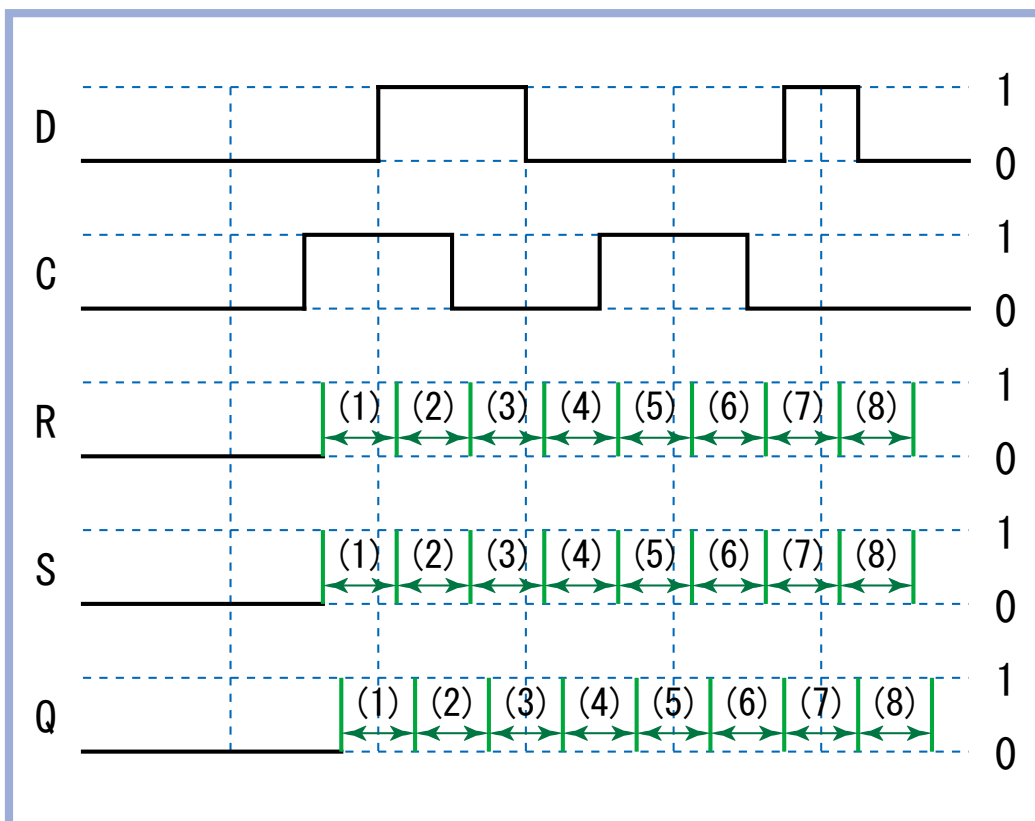 1
D
0
1
C
0
1
R (1) (2) (3) (4) (5) (6) (7) (8)
0
1
S (1) (2) (3) (4) (5) (6) (7) (8)
0
1
Q (1) (2) (3) (4) (5) (6) (7) (8)
0